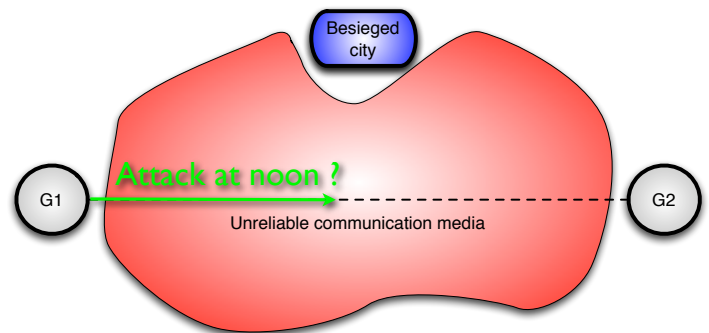 Besieged
city
Attack at noon ?
G1
G2
Unreliable communication media